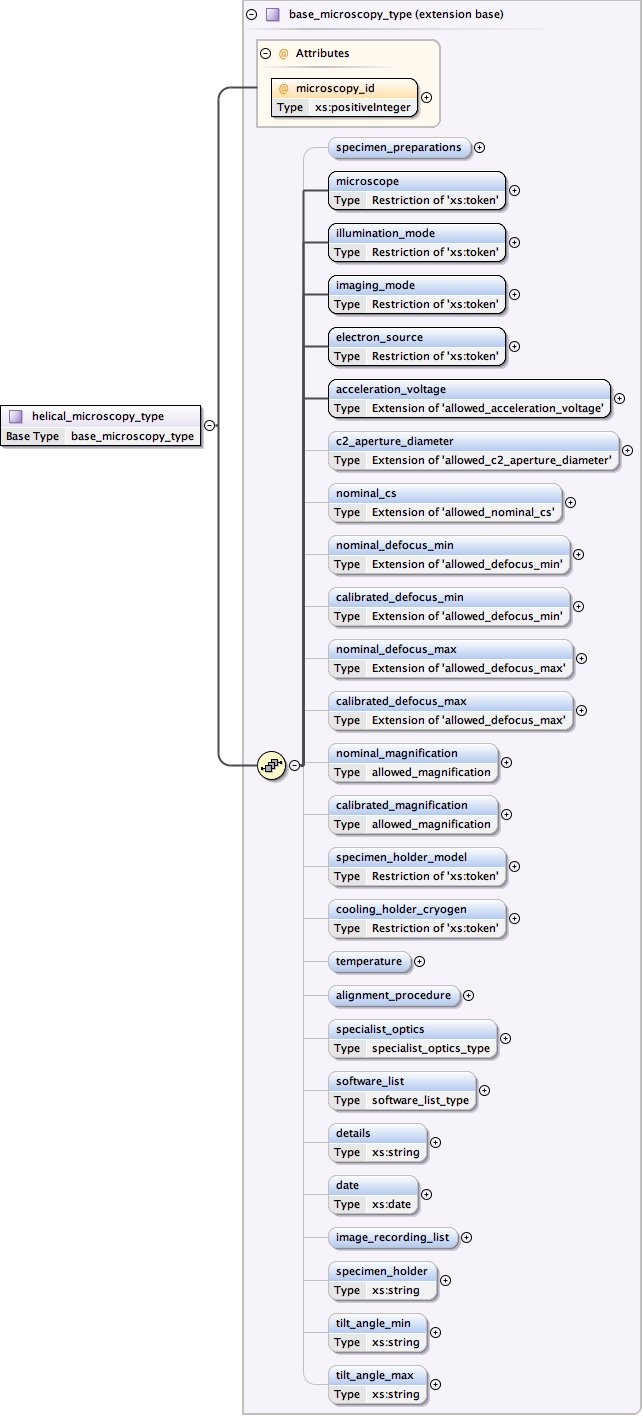 base_microscopy_type (extension base)
@ Attributes
@ microscopy_id
Type xs:positiveInteger
specimen_preparations
microscope
Type Restriction of 'xs:token'
illumination_mode
Type Restriction of 'xs:token'
imaging_mode
Type Restriction of 'xs:token'
electron_source
Type Restriction of 'xs:token'
acceleration_voltage
Type Extension of 'allowed_acceleration_voltage'
helical_microscopy_type
Base Type base_microscopy_type
c2_aperture_diameter
Type Extension of 'allowed_c2_aperture_diameter'
nominal_cs
Type Extension of 'allowed_nominal_cs'
nominal_defocus_min
Type Extension of 'allowed_defocus_min'
calibrated_defocus_min
Type Extension of 'allowed_defocus_min'
nominal_defocus_max
Type Extension of 'allowed_defocus_max'
calibrated_defocus_max
Type Extension of 'allowed_defocus_max'
nominal_magnification
Type allowed_magnification
calibrated_magnification
Type allowed_magnification
specimen_holder_model
Type Restriction of 'xs:token'
cooling_holder_cryogen
Type Restriction of 'xs:token'
temperature
alignment_procedure
specialist_optics
Type specialist_optics_type
software_list
Type software_list_type
details
Type xs:string
date
Type xs:date
image_recording_list
specimen_holder
Type xs:string
tilt_angle_min
Type xs:string
tilt_angle_max
Type xs:string